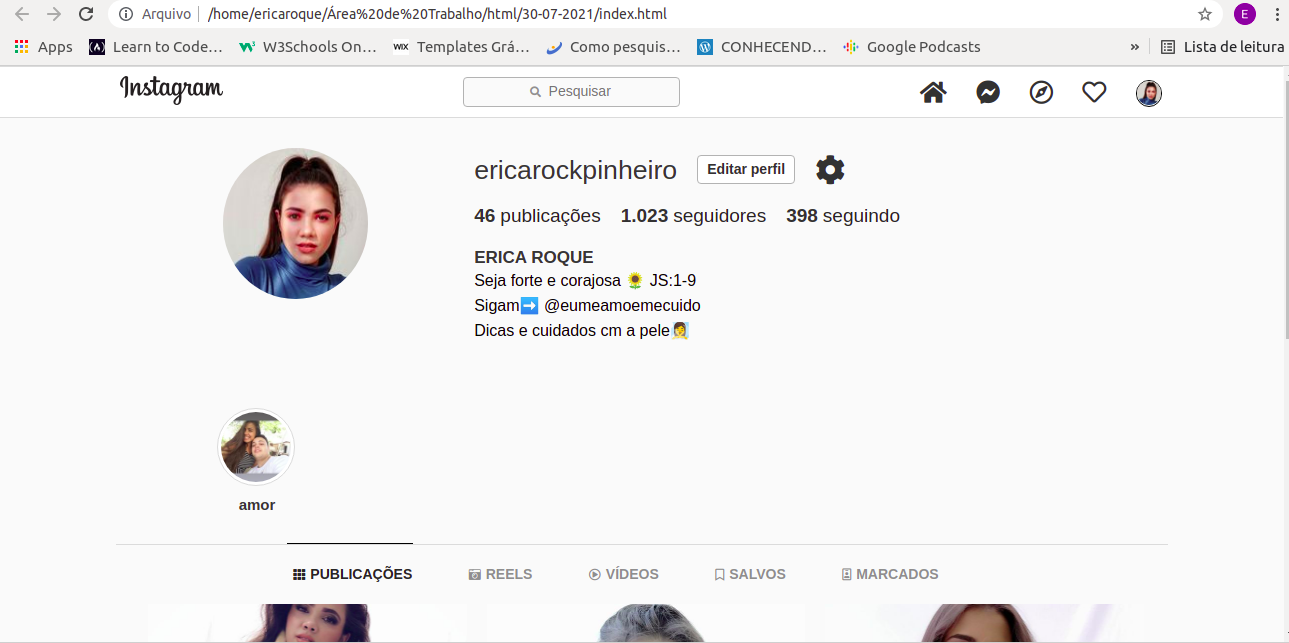 Arquivo | /home/ericaroque/Área%20de%20Trabalho/html/30-07-2021/index.html
E
Apps Learn to Code… W3Schools On… WIX Templates Grá… Como pesquis… CONHECEND… Google Podcasts » Lista de leitura
Instagram
Pesquisar
ericarockpinheiro Editar perfil
46 publicações 1.023 seguidores 398 seguindo
ERICA ROQUE
Seja forte e corajosa 🌻 JS:1-9
Sigam➡️ @eumeamoemecuido
Dicas e cuidados cm a pele🧖‍♀️
amor
PUBLICAÇÕES REELS VÍDEOS SALVOS MARCADOS